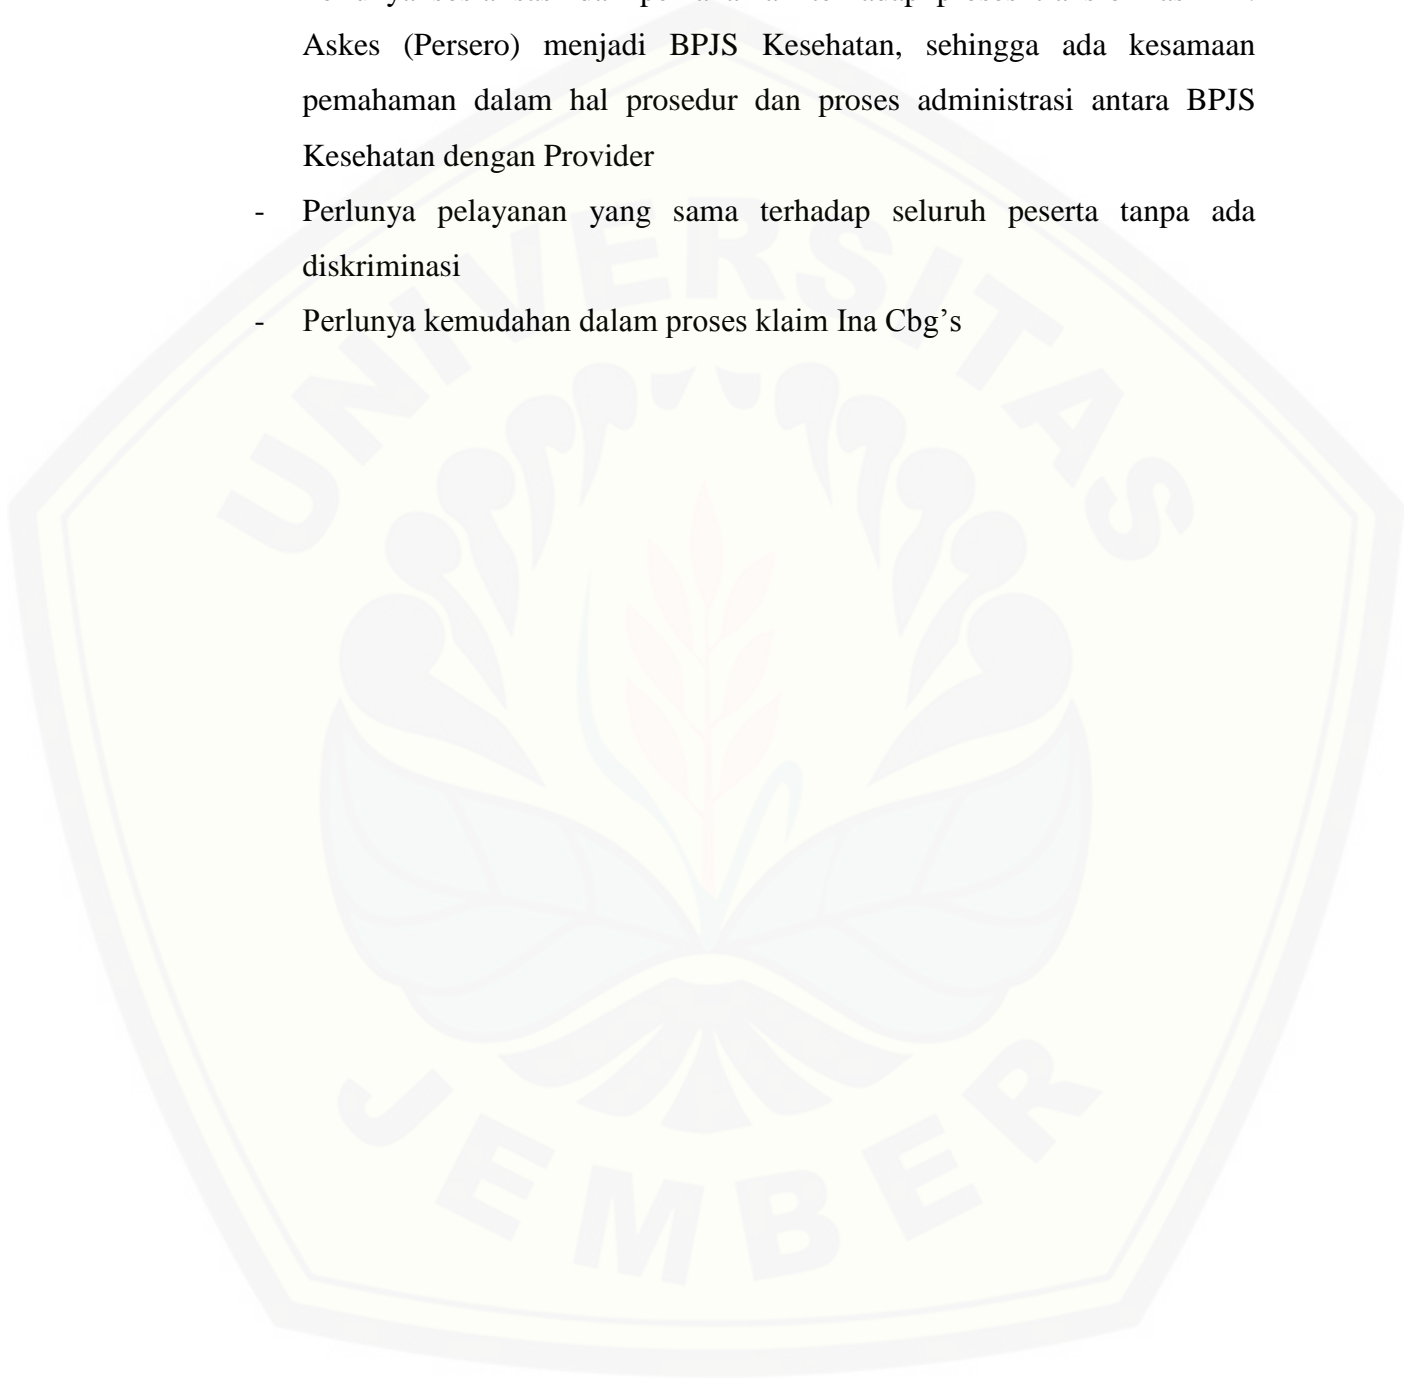 Askes (Persero) menjadi BPJS Kesehatan, sehingga ada kesamaan
pemahaman dalam hal prosedur dan proses administrasi antara BPJS
Kesehatan dengan Provider
- Perlunya pelayanan yang sama terhadap seluruh peserta tanpa ada
diskriminasi
- Perlunya kemudahan dalam proses klaim Ina Cbg's
UNIVERSITAS
JEMBER